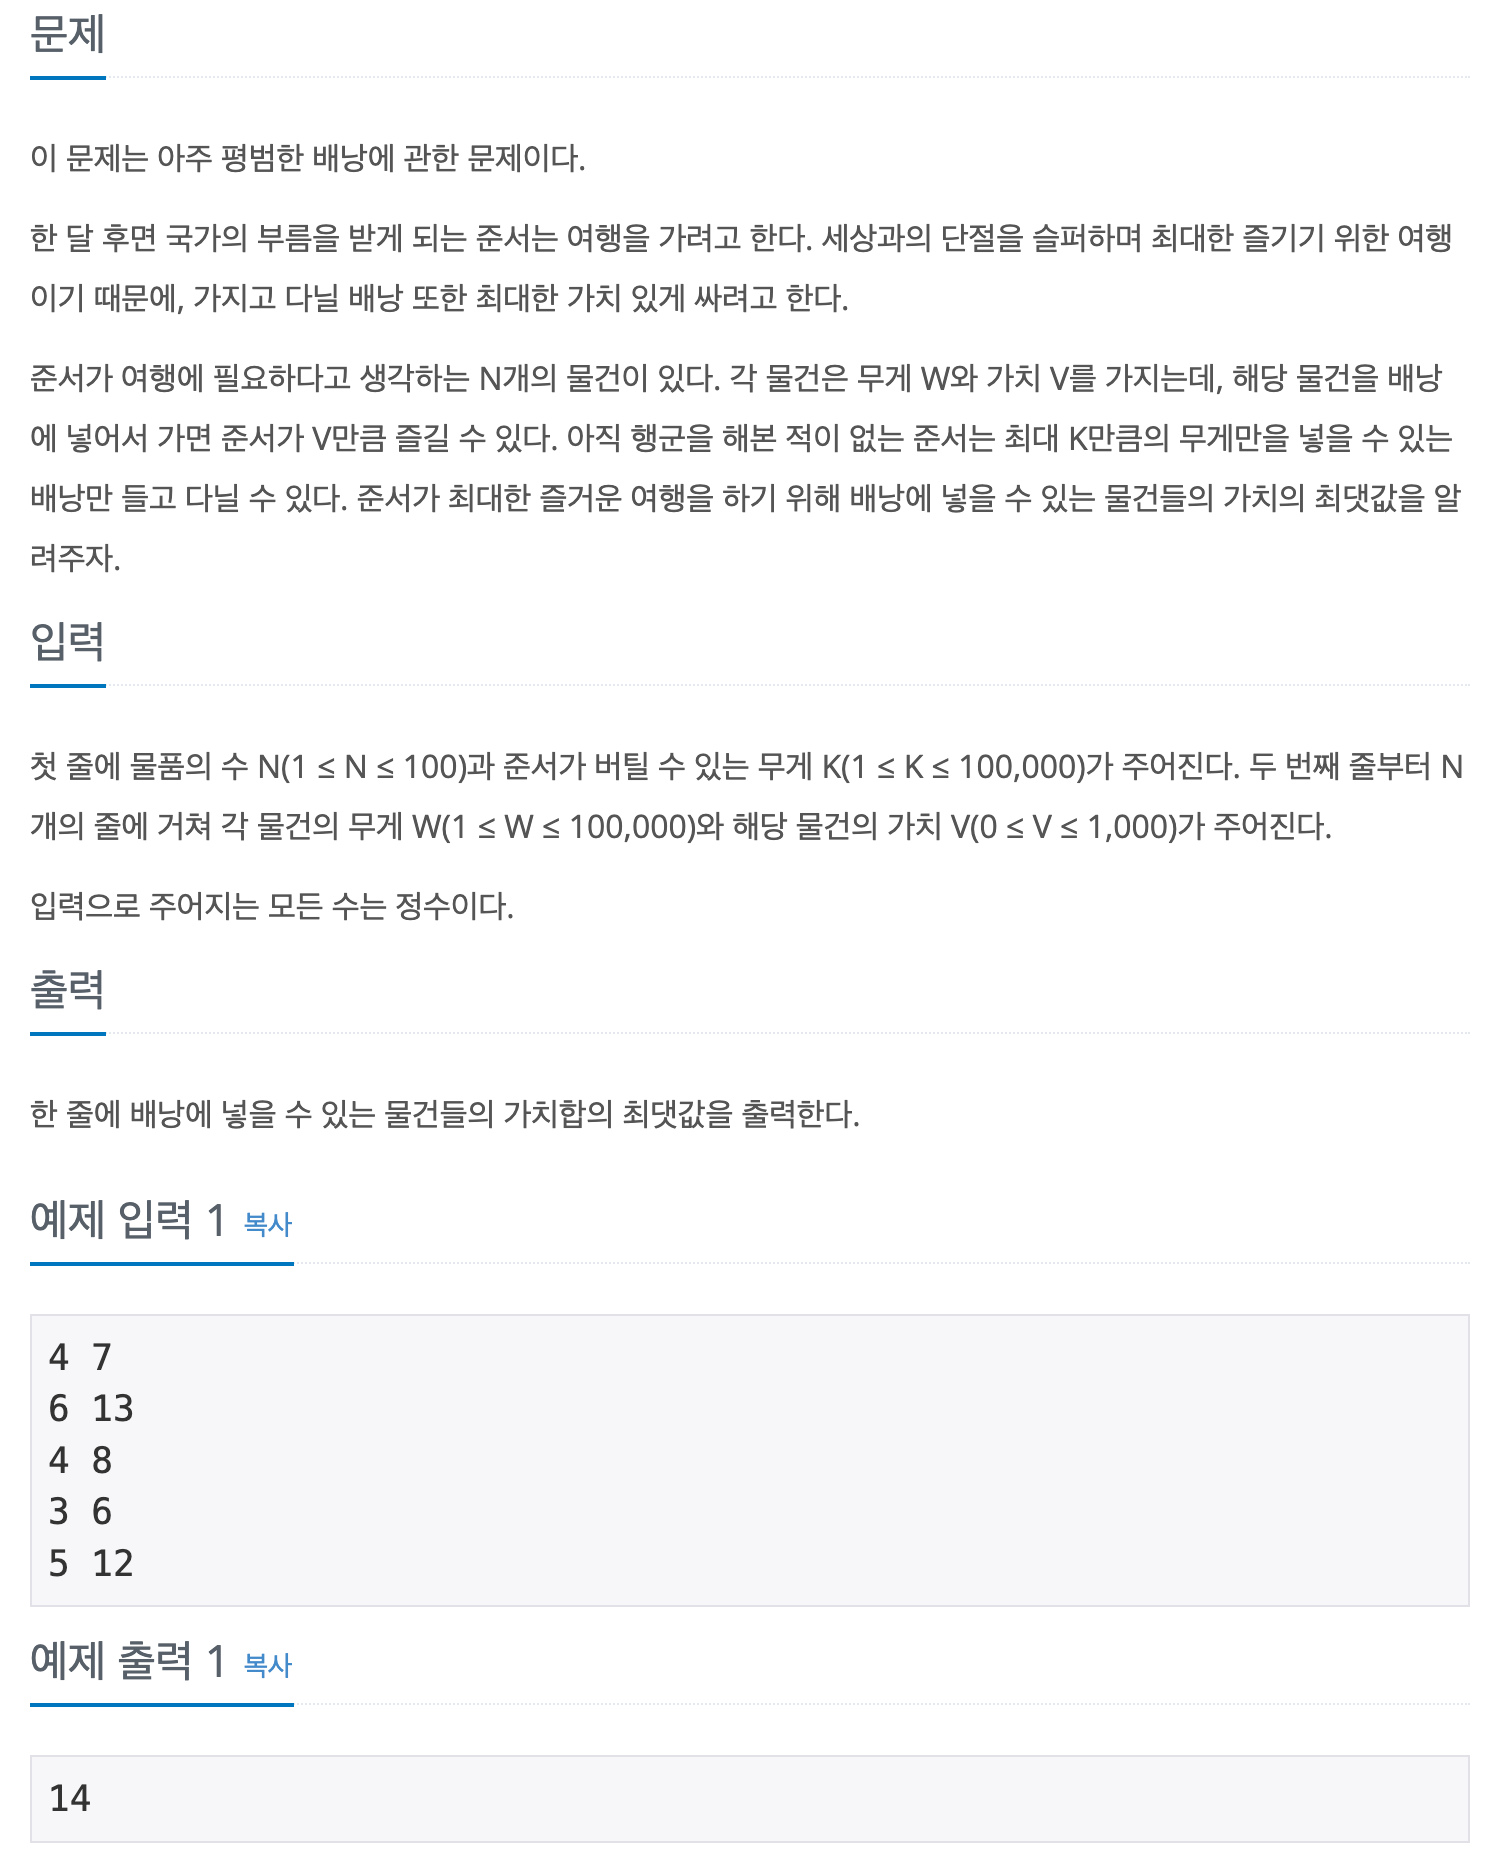 문제
이 문제는 아주 평범한 배낭에 관한 문제이다.
한 달 후면 국가의 부름을 받게 되는 준서는 여행을 가려고 한다. 세상과의 단절을 슬퍼하며 최대한 즐기기 위한 여행
이기 때문에, 가지고 다닐 배낭 또한 최대한 가치 있게 싸려고 한다.
준서가 여행에 필요하다고 생각하는 N개의 물건이 있다. 각 물건은 무게 W와 가치 V를 가지는데, 해당 물건을 배낭
에 넣어서 가면 준서가 V만큼 즐길 수 있다. 아직 행군을 해본 적이 없는 준서는 최대 K만큼의 무게만을 넣을 수 있는
배낭만 들고 다닐 수 있다. 준서가 최대한 즐거운 여행을 하기 위해 배낭에 넣을 수 있는 물건들의 가치의 최댓값을 알
려주자.
입력
첫 줄에 물품의 수 N(1 ≤ N ≤ 100)과 준서가 버틸 수 있는 무게 K(1 ≤ K ≤ 100,000)가 주어진다. 두 번째 줄부터 N
개의 줄에 거쳐 각 물건의 무게 W(1 ≤ W ≤ 100,000)와 해당 물건의 가치 V(0 ≤ V ≤ 1,000)가 주어진다.
입력으로 주어지는 모든 수는 정수이다.
출력
한 줄에 배낭에 넣을 수 있는 물건들의 가치합의 최댓값을 출력한다.
예제 입력 1 복사
4 7
6 13
4 8
3 6
5 12
예제 출력 1 복사
14